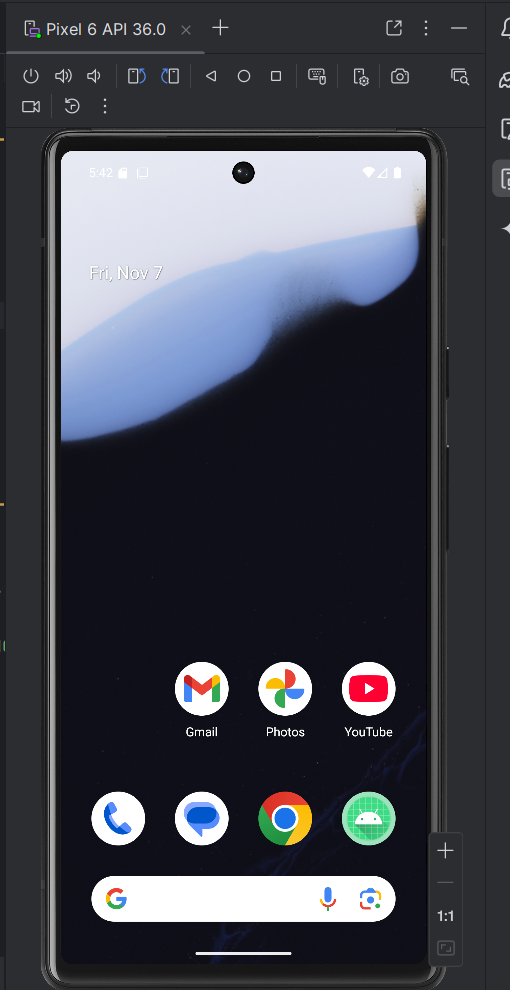 Pixel 6 API 36.0
5:42
Fri, Nov 7
Gmail Photos YouTube
1:1